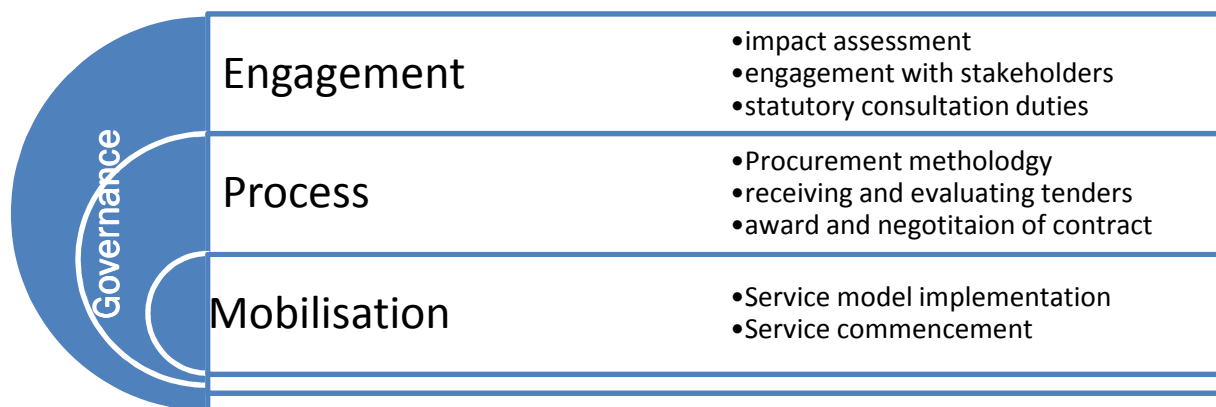 Governance
Engagement
•impact assessment
•engagement with stakeholders
•statutory consultation duties
Process
•Procurement metholodgy
•receiving and evaluating tenders
•award and negotitaion of contract
Mobilisation
•Service model implementation
•Service commencement